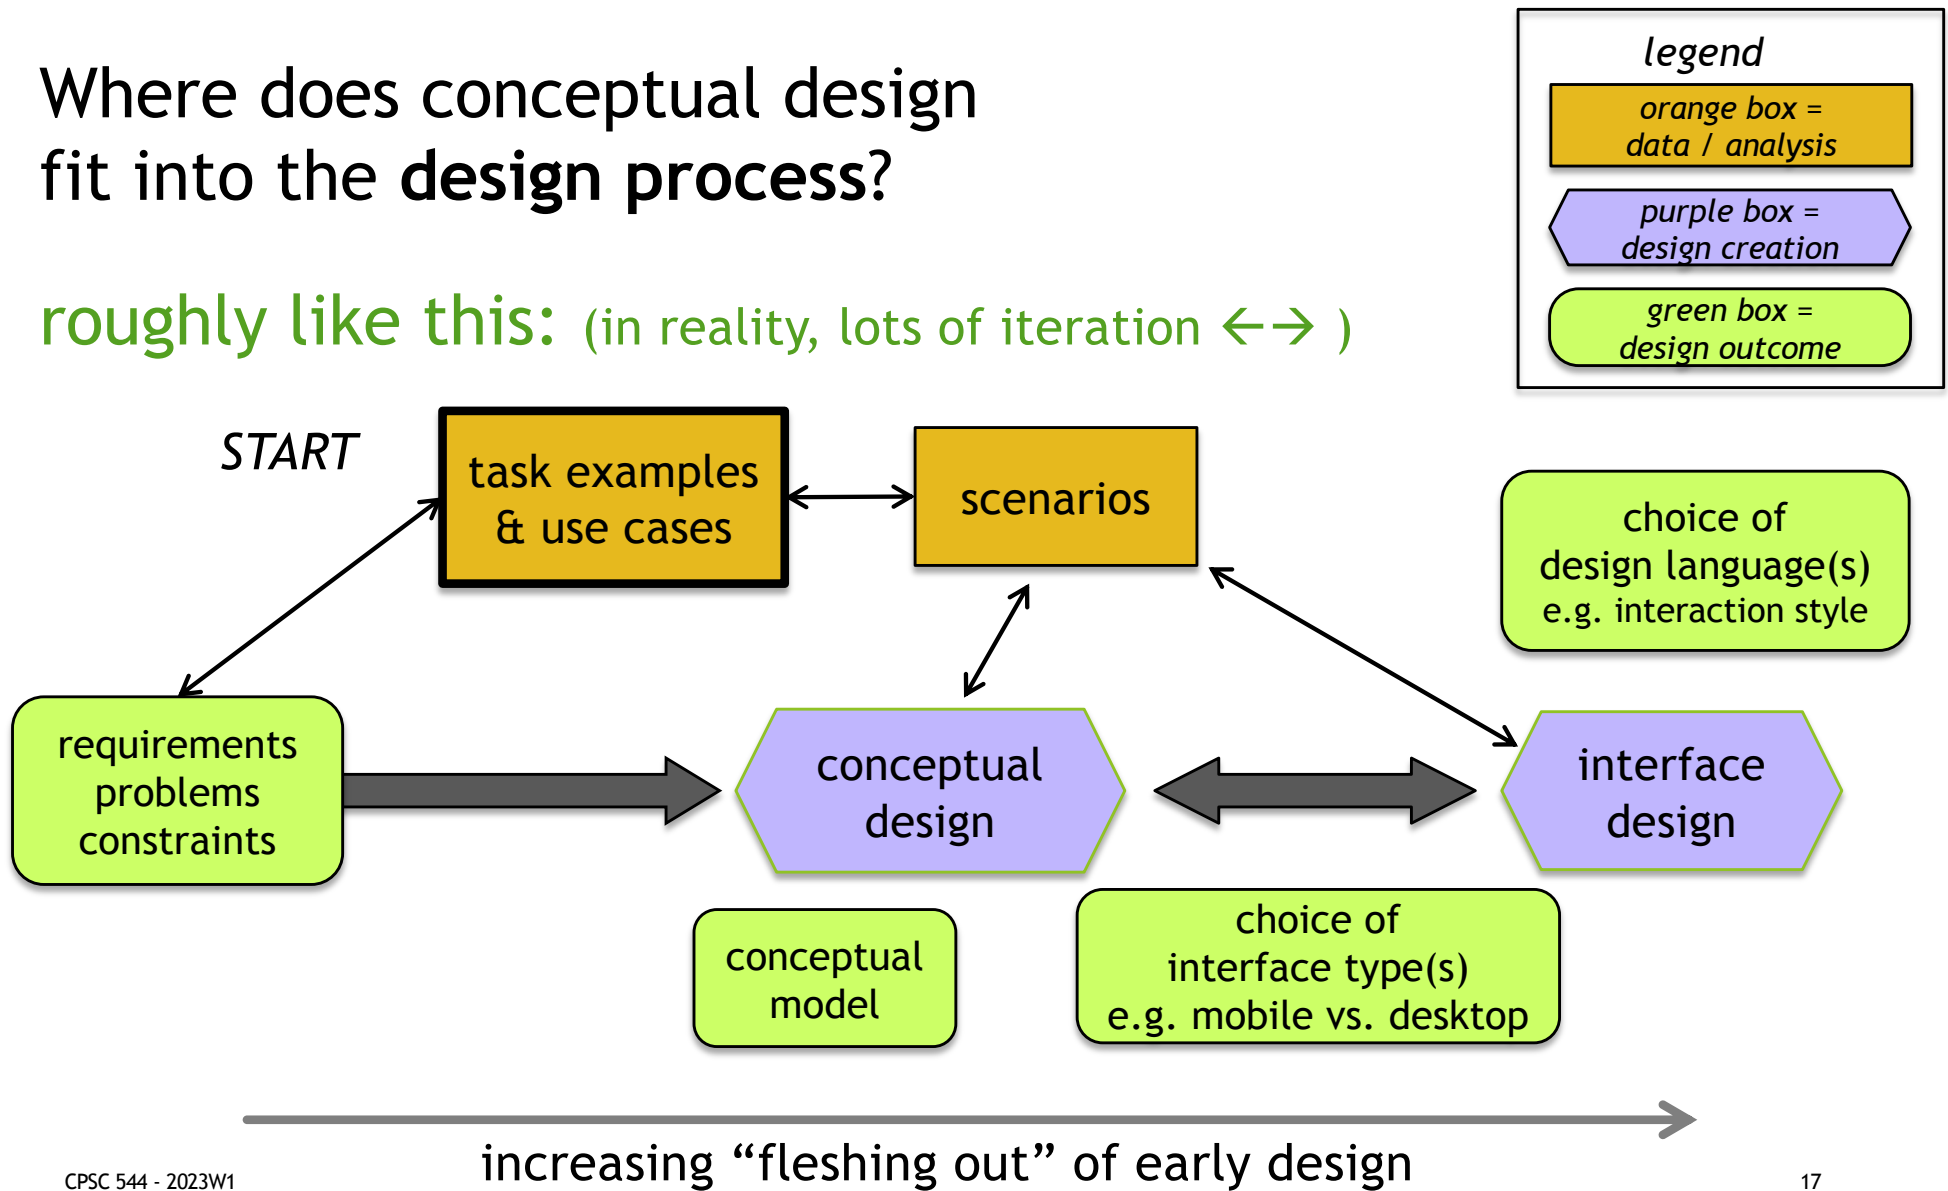 Where does conceptual design
fit into the design process?
roughly like this: (in reality, lots of iteration ←→ )
legend
orange box =
data / analysis
purple box =
design creation
green box =
design outcome
START
task examples
& use cases
scenarios
choice of
design language(s)
e.g. interaction style
requirements
problems
constraints
conceptual
design
interface
design
conceptual
model
choice of
interface type(s)
e.g. mobile vs. desktop
increasing “fleshing out” of early design
CPSC 544 - 2023W1
17